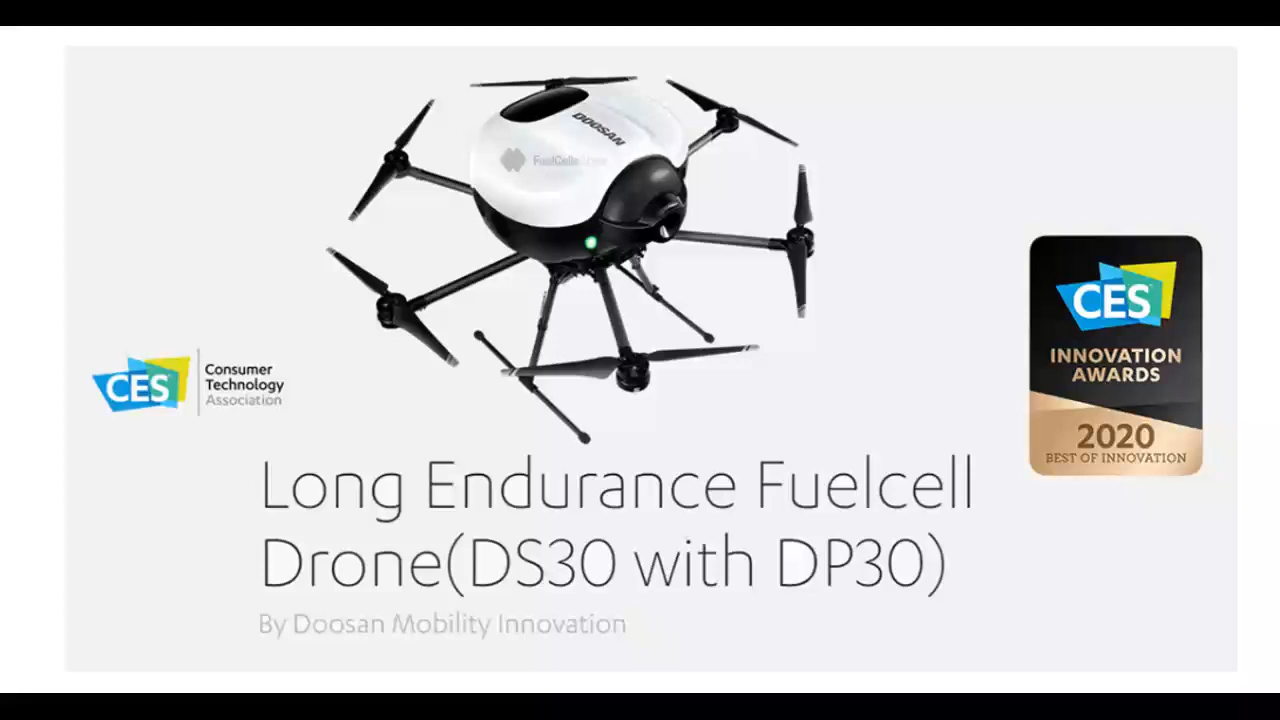 DOOSAN
FuelCells
CES
Consumer
Technology
Association
CES
INNOVATION
AWARDS
2020
BEST OF INNOVATION
Long Endurance Fuelcell
Drone(DS30 with DP30)
By Doosan Mobility Innovation